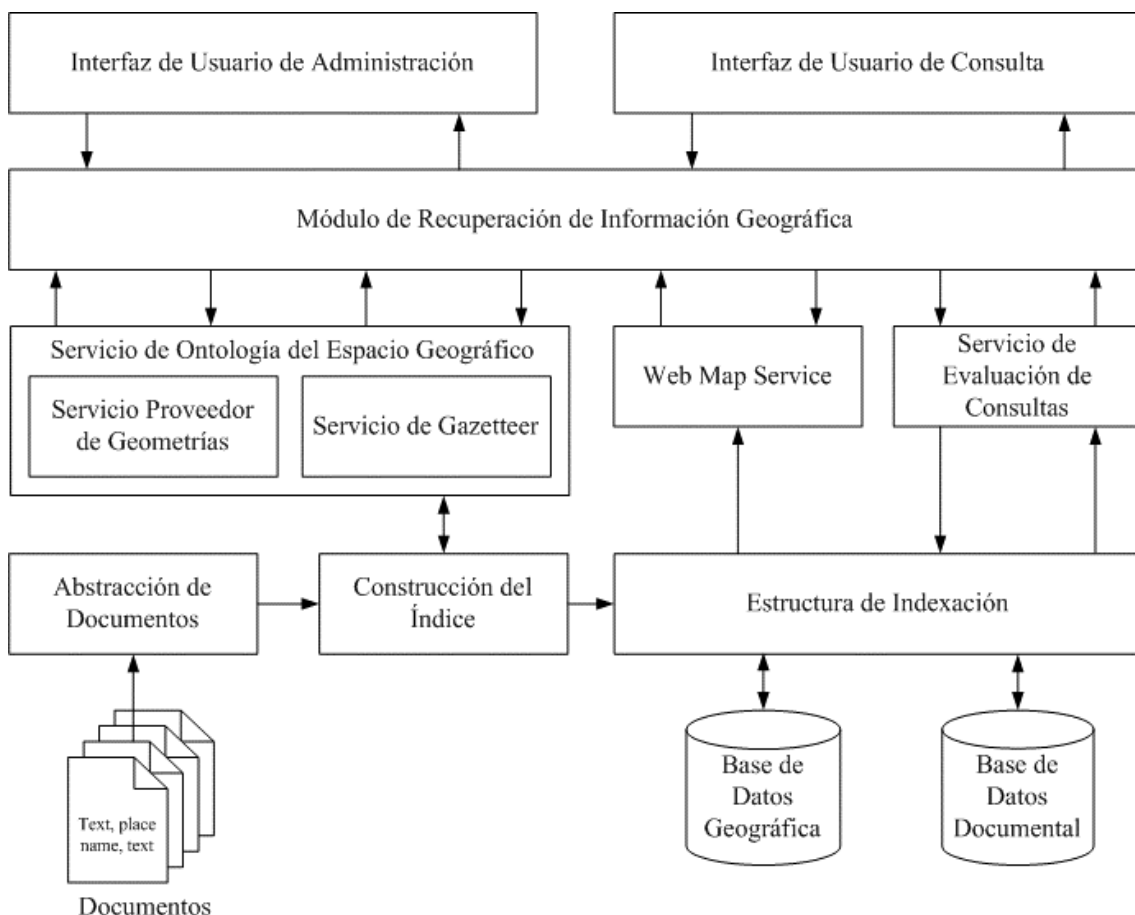 Interfaz de Usuario de Administración
Interfaz de Usuario de Consulta
Módulo de Recuperación de Información Geográfica
Servicio de Ontología del Espacio Geográfico
Servicio Proveedor
de Geometrías
Servicio de Gazetteer
Web Map Service
Servicio de
Evaluación de
Consultas
Abstracción de
Documentos
Construcción del
Índice
Estructura de Indexación
Text, place
name, text
Documentos
Base de
Datos
Geográfica
Base de
Datos
Documental